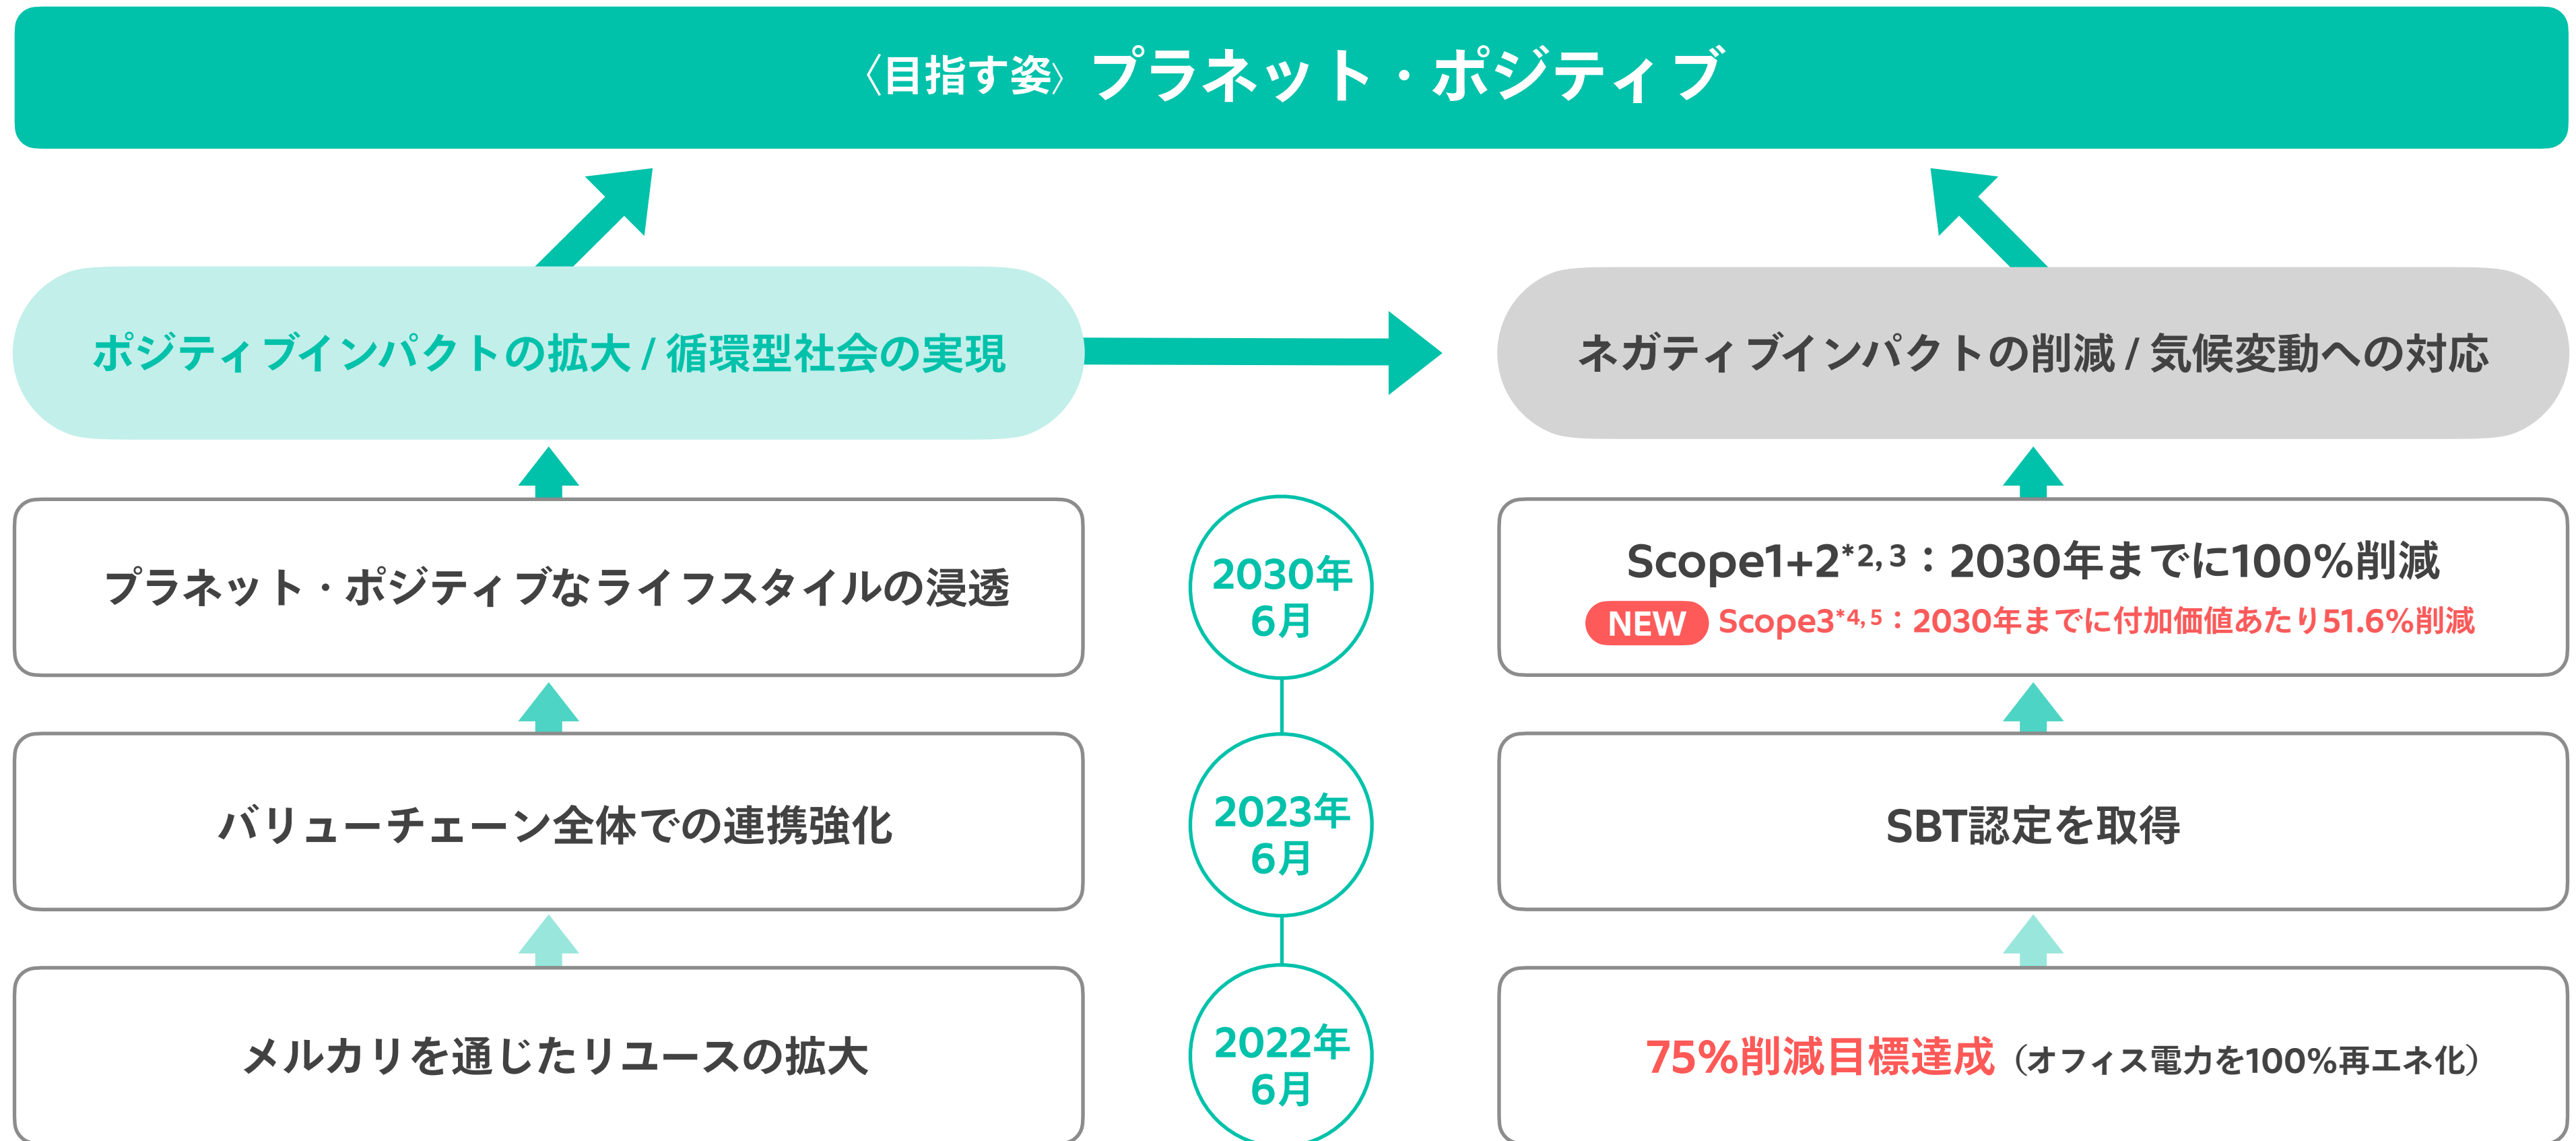 〈目指す姿〉プラネット・ポジティブ
ポジティブインパクトの拡大 / 循環型社会の実現
ネガティブインパクトの削減 / 気候変動への対応
プラネット・ポジティブなライフスタイルの浸透
2030年
6月
Scope1+2*2, 3：2030年までに100%削減
NEW Scope3*4, 5：2030年までに付加価値あたり51.6%削減
バリューチェーン全体での連携強化
2023年
6月
SBT認定を取得
メルカリを通じたリユースの拡大
2022年
6月
75%削減目標達成（オフィス電力を100%再エネ化）